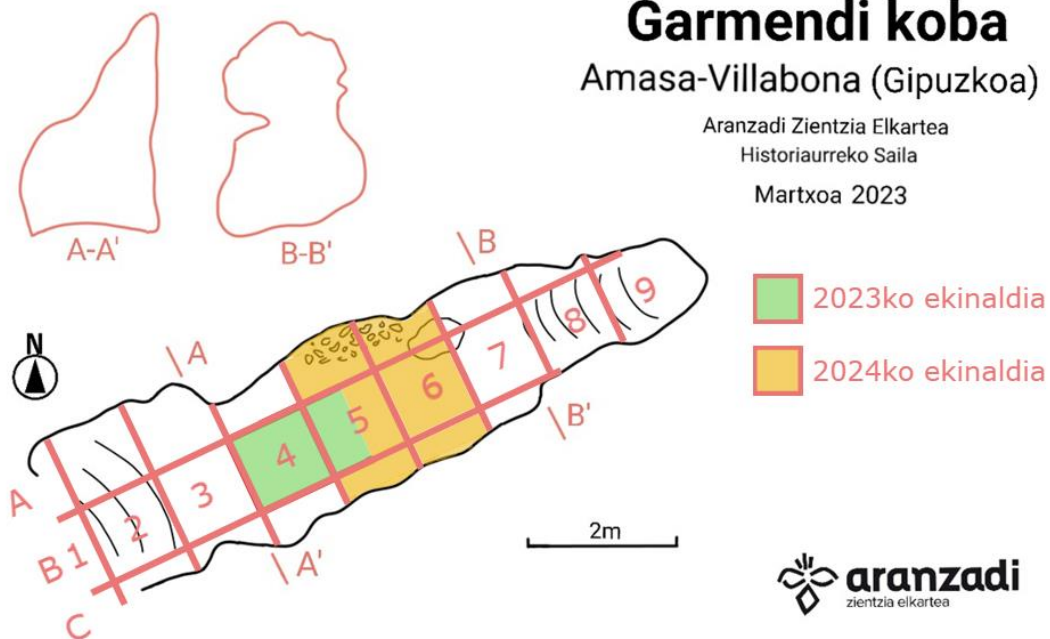 Garmendi koba
Amasa-Villabona (Gipuzkoa)
Aranzadi Zientzia Elkartea
Historiaurreko Saila
Martxoa 2023
A-A'
B-B'
2023ko ekinaldia
2024ko ekinaldia
N
\A
\B
A
B
C
1
2
3
4
5
6
7
8
9
\A'
\B'
2m
aranzadi
zientzia elkartea